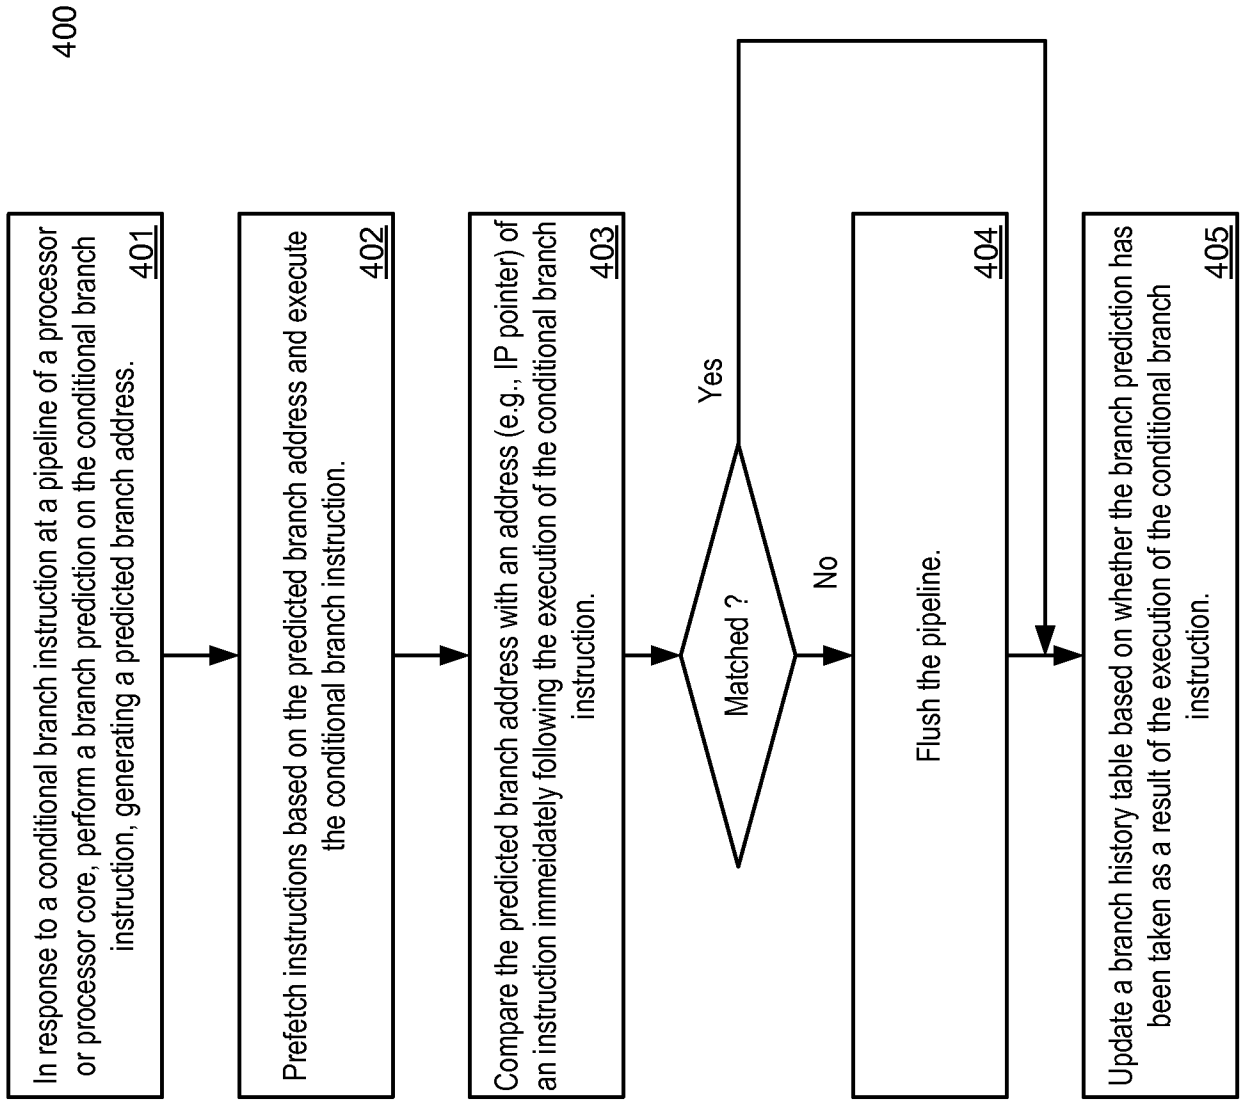 400
In response to a conditional branch instruction at a pipeline of a processor
or processor core, perform a branch prediction on the conditional branch
instruction, generating a predicted branch address.
401
Prefetch instructions based on the predicted branch address and execute
the conditional branch instruction.
402
Compare the predicted branch address with an address (e.g., IP pointer) of
an instruction immeidately following the execution of the conditional branch
instruction.
403
Matched ?
Yes
No
Flush the pipeline.
404
Update a branch history table based on whether the branch prediction has
been taken as a result of the execution of the conditional branch
instruction.
405